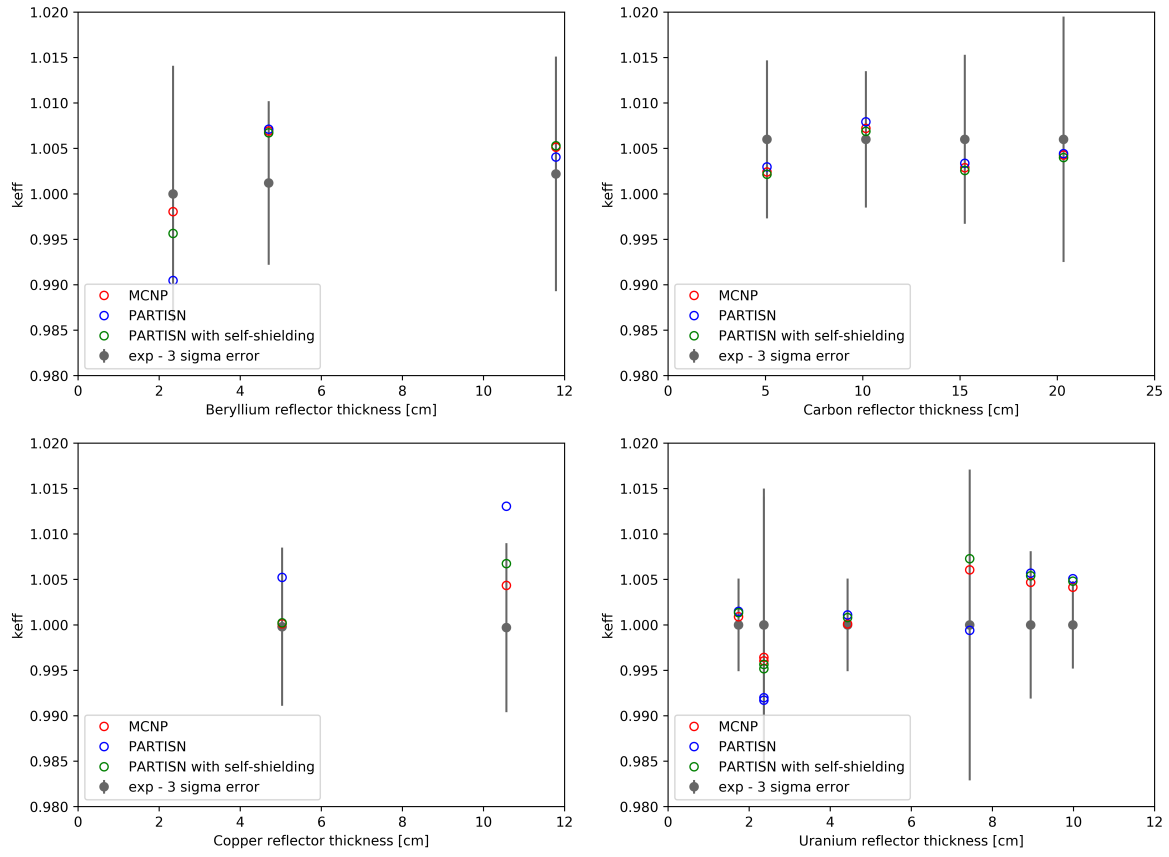 1.020
1.015
1.010
1.005
1.000
0.995
0.990
0.985
0.980
keff
MCNP
PARTISN
PARTISN with self-shielding
exp - 3 sigma error
0 2 4 6 8 10 12
Beryllium reflector thickness [cm]
1.020
1.015
1.010
1.005
1.000
0.995
0.990
0.985
0.980
keff
MCNP
PARTISN
PARTISN with self-shielding
exp - 3 sigma error
0 5 10 15 20 25
Carbon reflector thickness [cm]
1.020
1.015
1.010
1.005
1.000
0.995
0.990
0.985
0.980
keff
MCNP
PARTISN
PARTISN with self-shielding
exp - 3 sigma error
0 2 4 6 8 10 12
Copper reflector thickness [cm]
1.020
1.015
1.010
1.005
1.000
0.995
0.990
0.985
0.980
keff
MCNP
PARTISN
PARTISN with self-shielding
exp - 3 sigma error
0 2 4 6 8 10 12
Uranium reflector thickness [cm]